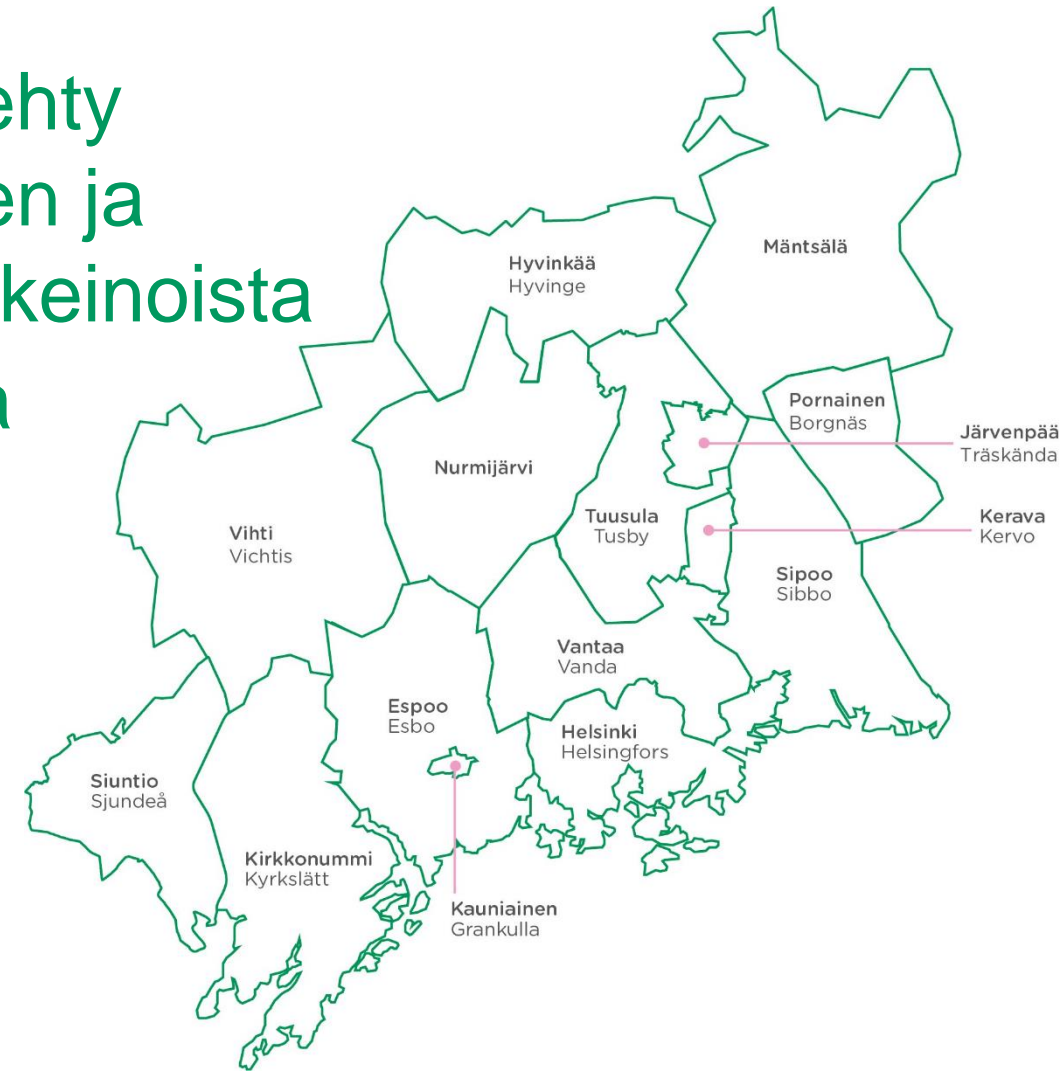 ehty
en ja
keinoista
a
Mäntsälä
Hyvinkää
Hyvinge
Pornainen
Borgnäs
Järvenpää
Träskända
Nurmijärvi
Tuusula
Tusby
Kerava
Kervo
Vihti
Vichtis
Sipoo
Sibbo
Vantaa
Vanda
Espoo
Esbo
Helsinki
Helsingfors
Siuntio
Sjundeå
Kirkkonummi
Kyrkslätt
Kauniainen
Grankulla